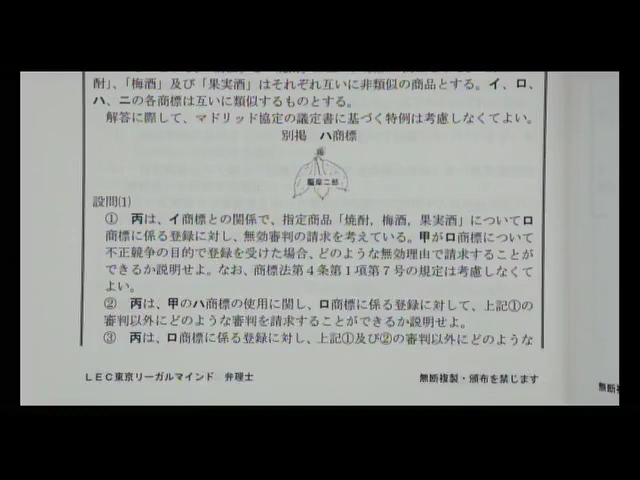 酎」、「梅酒」及び「果実酒」はそれぞれ互いに非類似の商品とする。イ、ロ、
ハ、ニの各商標は互いに類似するものとする。
解答に際して、マドリッド協定の議定書に基づく特例は考慮しなくてよい。
別掲　ハ商標
設問(1)
①　丙は、イ商標との関係で、指定商品「焼酎，梅酒，果実酒」についてロ
商標に係る登録に対し、無効審判の請求を考えている。甲がロ商標について
不正競争の目的で登録を受けた場合、どのような無効理由で請求することが
できるか説明せよ。なお、商標法第４条第１項第７号の規定は考慮しなくて
よい。
②　丙は、甲のハ商標の使用に関し、ロ商標に係る登録に対して、上記①の
審判以外にどのような審判を請求することができるか説明せよ。
③　丙は、ロ商標に係る登録に対し、上記①及び②の審判以外にどのような
ＬＥＣ東京リーガルマインド　弁理士
無断複製・頒布を禁じます
無断